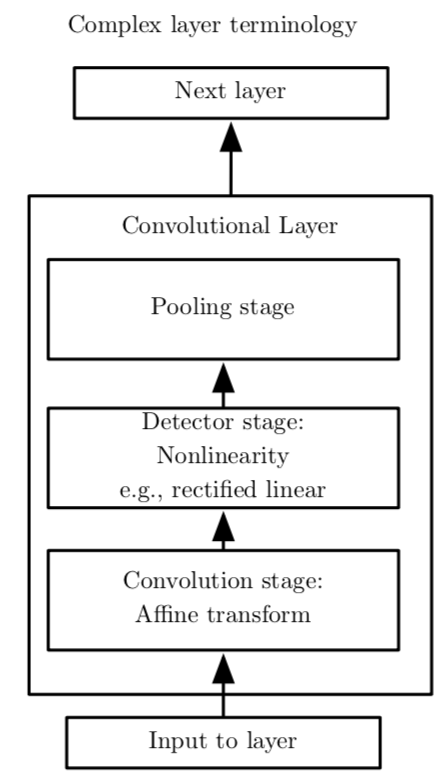 Complex layer terminology
Next layer
Convolutional Layer
Pooling stage
Detector stage:
Nonlinearity
e.g., rectified linear
Convolution stage:
Affine transform
Input to layer